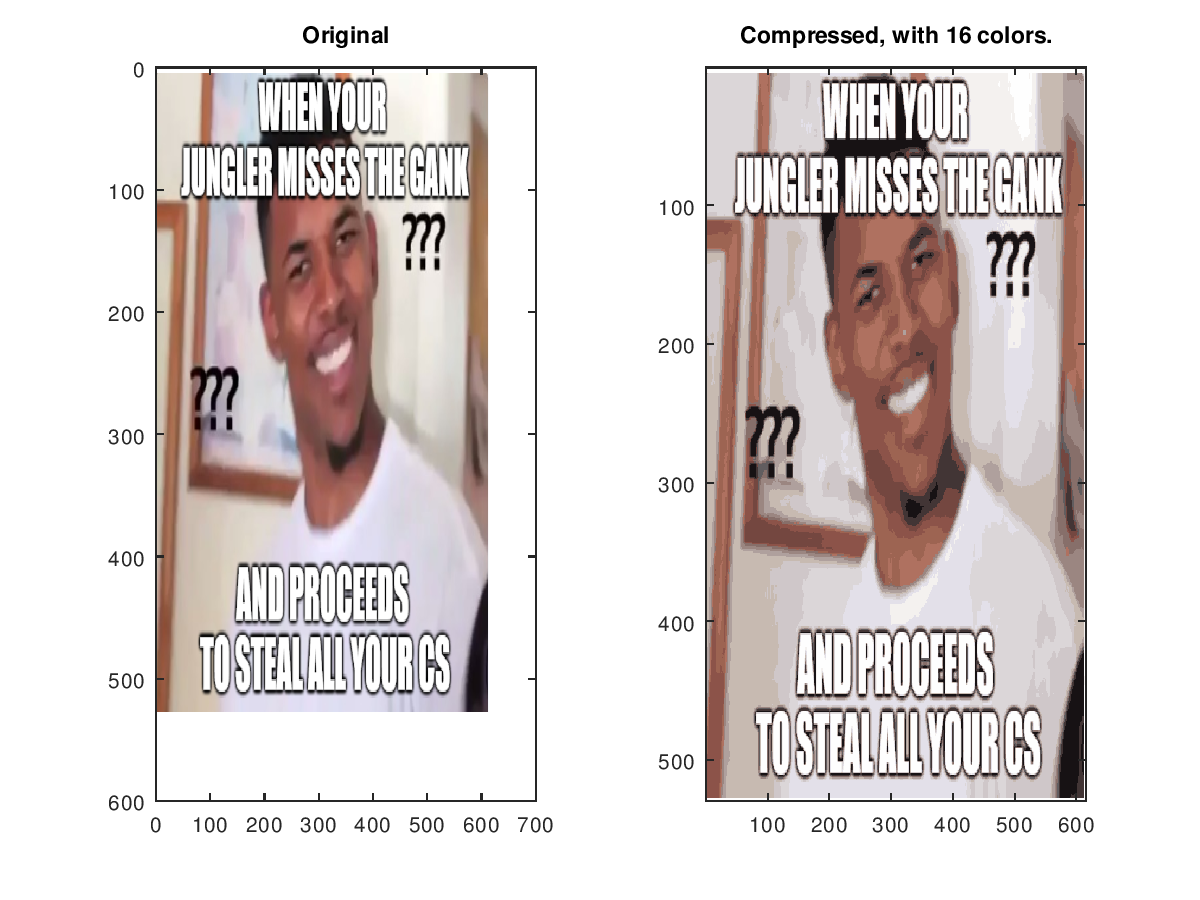 Original
0
100
200
300
400
500
600
0 100 200 300 400 500 600 700
WHEN YOUR
JUNGLER MISSES THE GANK
???
???
AND PROCEEDS
TO STEAL ALL YOUR CS
Compressed, with 16 colors.
100
200
300
400
500
100 200 300 400 500 600
WHEN YOUR
JUNGLER MISSES THE GANK
???
???
AND PROCEEDS
TO STEAL ALL YOUR CS